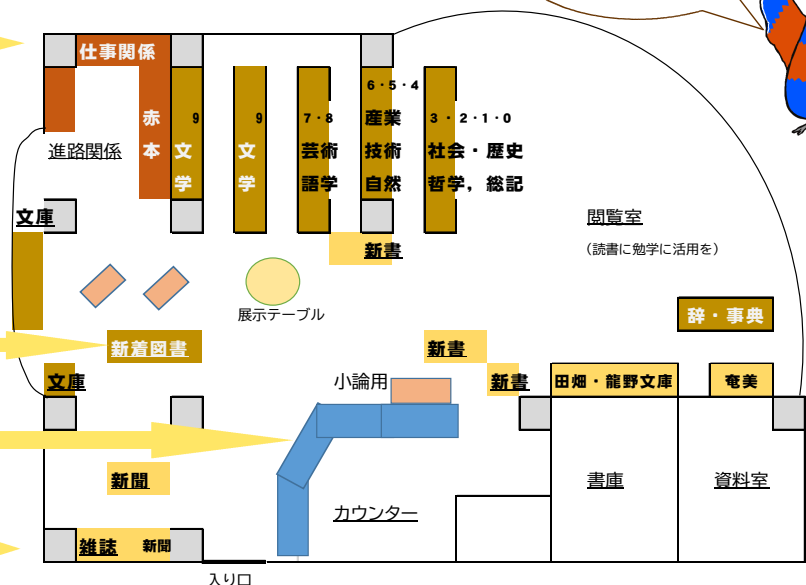 仕事関係
赤本
進路関係
9
文学
9
文学
7・8
芸術
語学
6・5・4
産業
技術
自然
3・2・1・0
社会・歴史
哲学，総記
文庫
新書
閲覧室
（読書に勉学に活用を）
展示テーブル
辞・事典
新着図書
新書
文庫
小論用
新書
田畑・龍野文庫
奄美
新聞
カウンター
書庫
資料室
雑誌
新聞
入り口